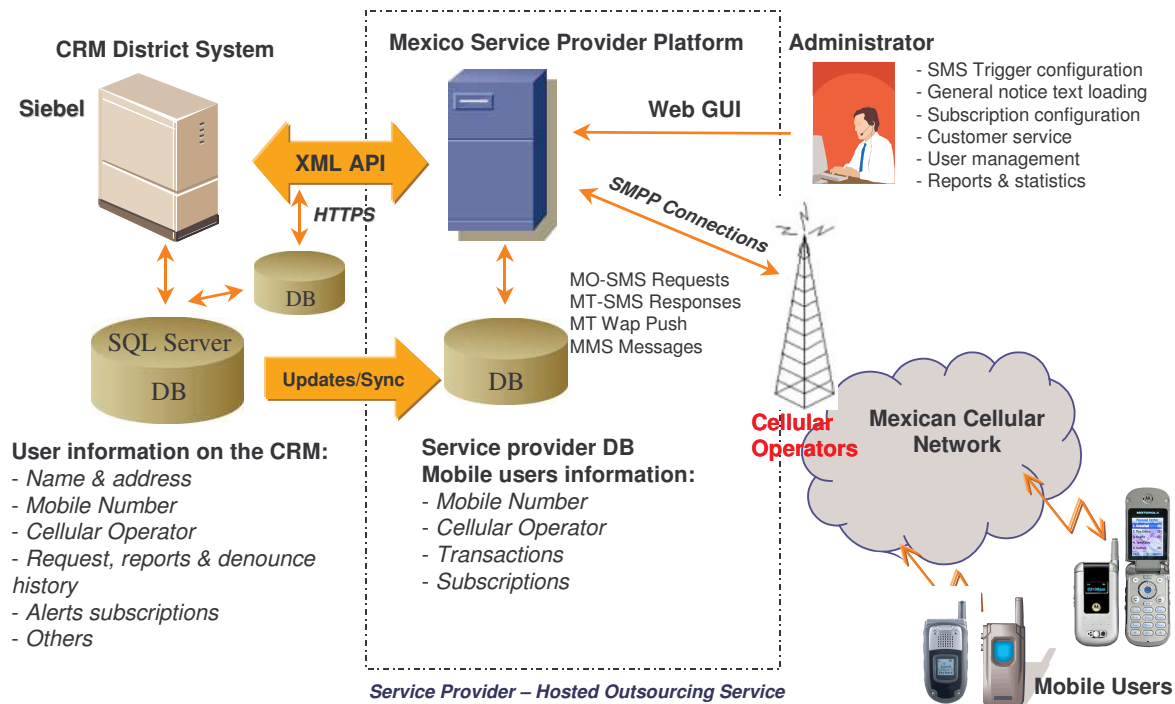 CRM District System
Siebel
Mexico Service Provider Platform
Administrator
- SMS Trigger configuration
- General notice text loading
- Subscription configuration
- Customer service
- User management
- Reports & statistics
Web GUI
XML API
HTTPS
SMPP Connections
DB
MO-SMS Requests
MT-SMS Responses
MT Wap Push
MMS Messages
SQL Server
DB
Updates/Sync
DB
Cellular
Operators
Mexican Cellular
Network
User information on the CRM:
- Name & address
- Mobile Number
- Cellular Operator
- Request, reports & denounce
history
- Alerts subscriptions
- Others
Service provider DB
Mobile users information:
- Mobile Number
- Cellular Operator
- Transactions
- Subscriptions
MOTOROLA
Mobile Users
Service Provider – Hosted Outsourcing Service